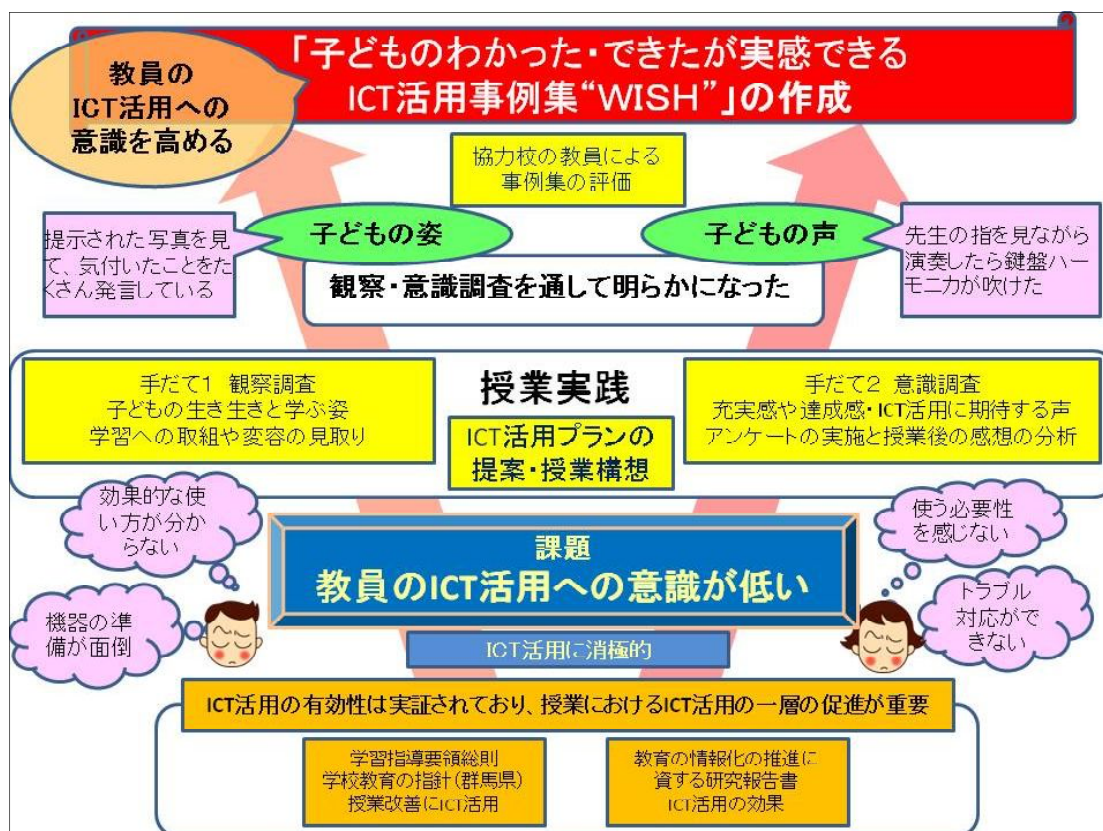 「子どものわかった・できたが実感できる
ICT活用事例集“WISH”」の作成
教員の
ICT活用への
意識を高める
協力校の教員による
事例集の評価
子どもの姿
子どもの声
提示された写真を見
て、気付いたことをた
くさん発言している
先生の指を見ながら
演奏したら鍵盤ハー
モニカが吹けた
観察・意識調査を通して明らかになった
授業実践
手だて1 観察調査
子どもの生き生きと学ぶ姿
学習への取組や変容の見取り
ICT活用プランの
提案・授業構想
手だて2 意識調査
充実感や達成感・ICT活用に期待する声
アンケートの実施と授業後の感想の分析
効果的な使
い方が分か
らない
機器の準
備が面倒
課題
教員のICT活用への意識が低い
ICT活用に消極的
使う必要性
を感じない
トラブル
対応がで
きない
ICT活用の有効性は実証されており、授業におけるICT活用の一層の促進が重要
学習指導要領総則
学校教育の指針(群馬県)
授業改善にICT活用
教育の情報化の推進に
資する研究報告書
ICT活用の効果